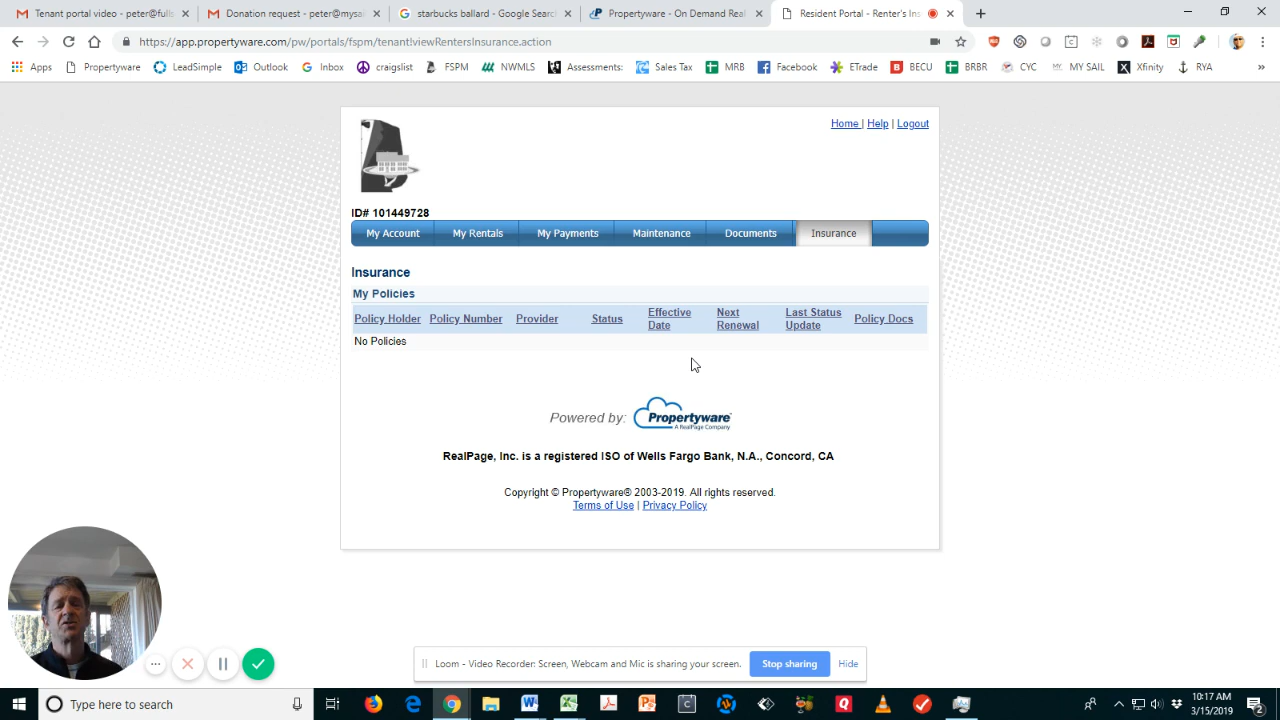 Tenant portal video - peter@fulls
Donation request - peter@mysai
starbucks ballard - Google Searc
Propertyware - On Demand Real
Resident Portal - Renter's Ins
https://app.propertyware.com/pw/portals/fspm/tenant/viewRentersInsurance.action
Apps
Propertyware
LeadSimple
Outlook
Inbox
craigslist
FSPM
NWMLS
Assessments:
Sales Tax
MRB
Facebook
ETrade
BECU
BRBR
CYC
MY SAIL
Xfinity
RYA
»
Home | Help | Logout
ID# 101449728
My Account
My Rentals
My Payments
Maintenance
Documents
Insurance
Insurance
My Policies
Policy Holder
Policy Number
Provider
Status
Effective
Date
Next
Renewal
Last Status
Update
Policy Docs
No Policies
Powered by: Propertyware
A RealPage Company
RealPage, Inc. is a registered ISO of Wells Fargo Bank, N.A., Concord, CA
Copyright © Propertyware® 2003-2019. All rights reserved.
Terms of Use | Privacy Policy
Loom - Video Recorder: Screen, Webcam and Mic is sharing your screen.
Stop sharing
Hide
Type here to search
10:17 AM
3/15/2019
2